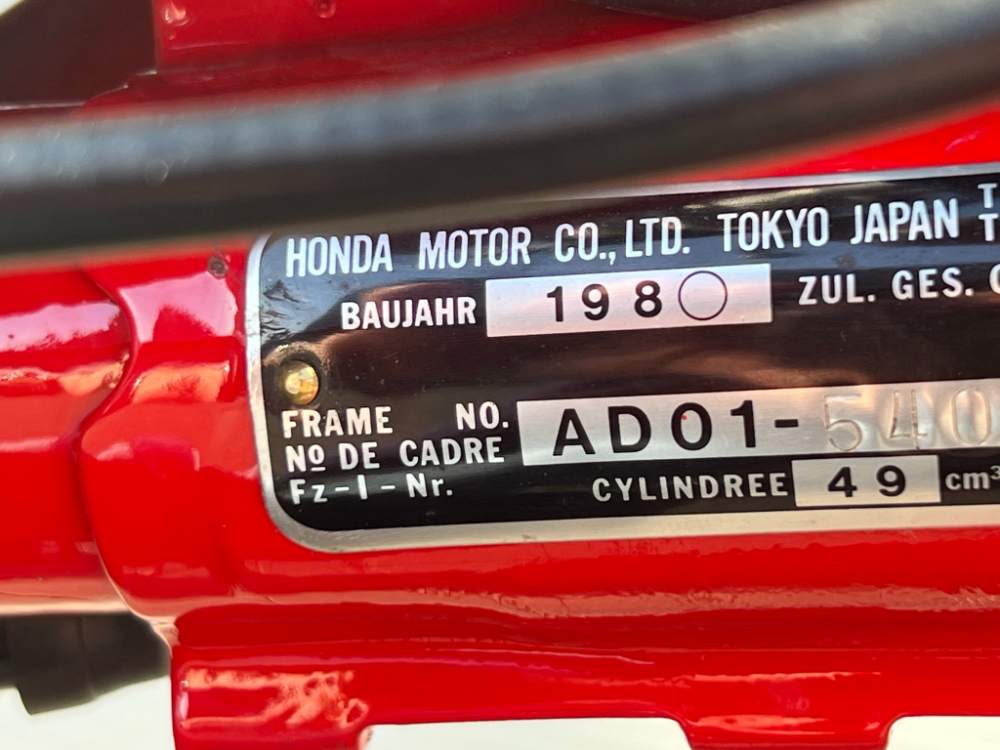 HONDA MOTOR CO., LTD. TOKYO JAPAN
BAUJAHR 198 ZUL. GES.
FRAME NO.
Nº DE CADRE
Fz-I-Nr.
AD01-540
CYLINDREE 49 cm³